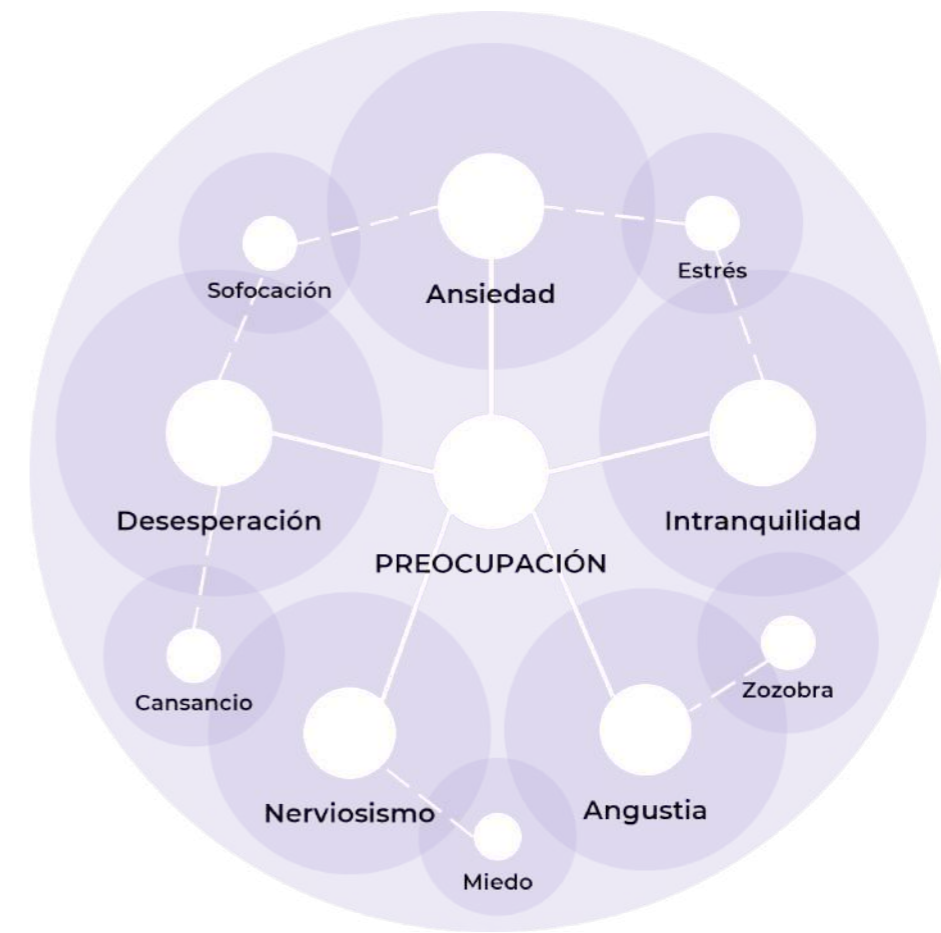 Estrés
Sofocación
Ansiedad
Desesperación
Intranquilidad
PREOCUPACIÓN
Zozobra
Cansancio
Angustia
Nerviosismo
Miedo